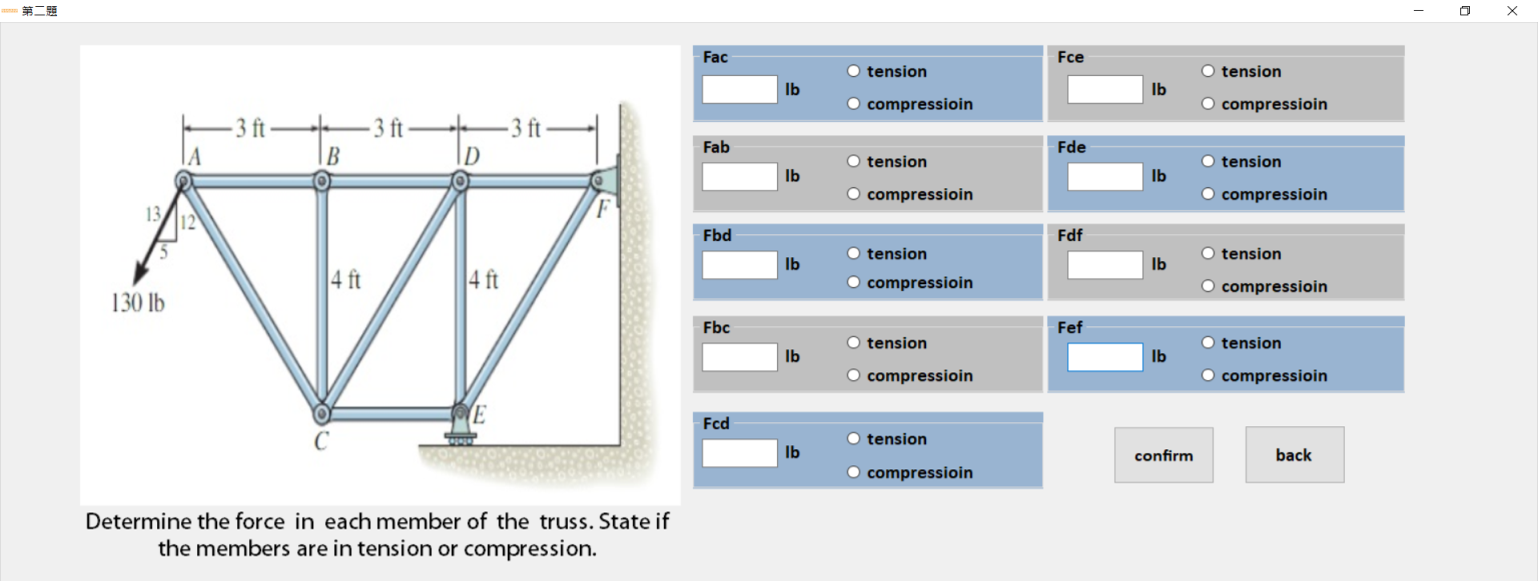 第二題
3 ft 3 ft 3 ft
A B D
F
13 12
5
130 lb
4 ft 4 ft
E
C
Determine the force in each member of the truss. State if
the members are in tension or compression.
Fac
lb
tension
compressioin
Fab
lb
tension
compressioin
Fbd
lb
tension
compressioin
Fbc
lb
tension
compressioin
Fcd
lb
tension
compressioin
Fce
lb
tension
compressioin
Fde
lb
tension
compressioin
Fdf
lb
tension
compressioin
Fef
lb
tension
compressioin
confirm back